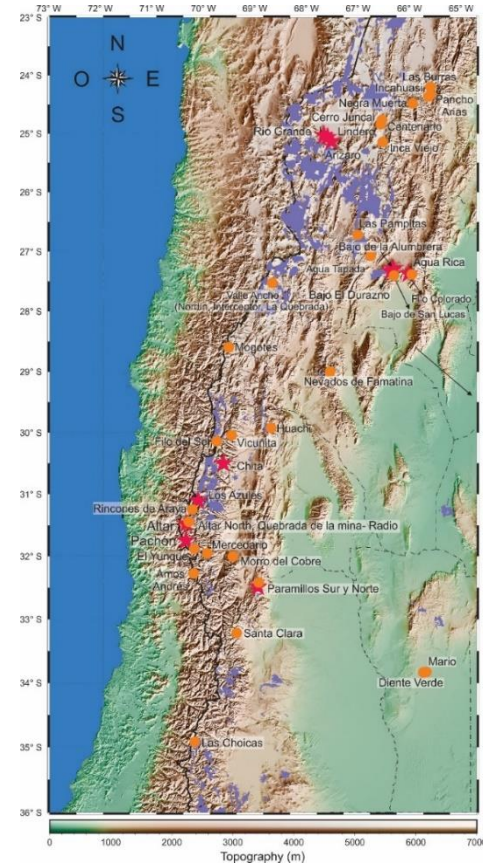 73° W 72° W 71° W 70° W 69° W 68° W 67° W 66° W 65° W
23° S
24° S
25° S
26° S
27° S
28° S
29° S
30° S
31° S
32° S
33° S
34° S
35° S
36° S
N
O E
S
Las Burras
Incahuasi
Negra Muerta
Pancho
Arias
Cerro Juncal
Centenario
Rio Grande
Lindero
Inca Viejo
Arizaro
Las Pampitas
Bajo de la Alumbrera
Agua Rica
Agua Tapada
Valle Ancho
Bajo El Durazno
Filo Colorado
(Nordin, Interceptor, La Quebrada)
Bajo de San Lucas
Mogotes
Nevados de Famatina
Huachi
Filo del Sol
Vicuñita
Chita
Los Azules
Rincones de Araya
Altar
Altar North, Quebrada de la mina- Radio
Pachón
Mercedario
El Yunque
Morro del Cobre
Amos
Andres
Paramillos Sur y Norte
Santa Clara
Mario
Diente Verde
Las Choicas
0 1000 2000 3000 4000 5000 6000 700
Topography (m)